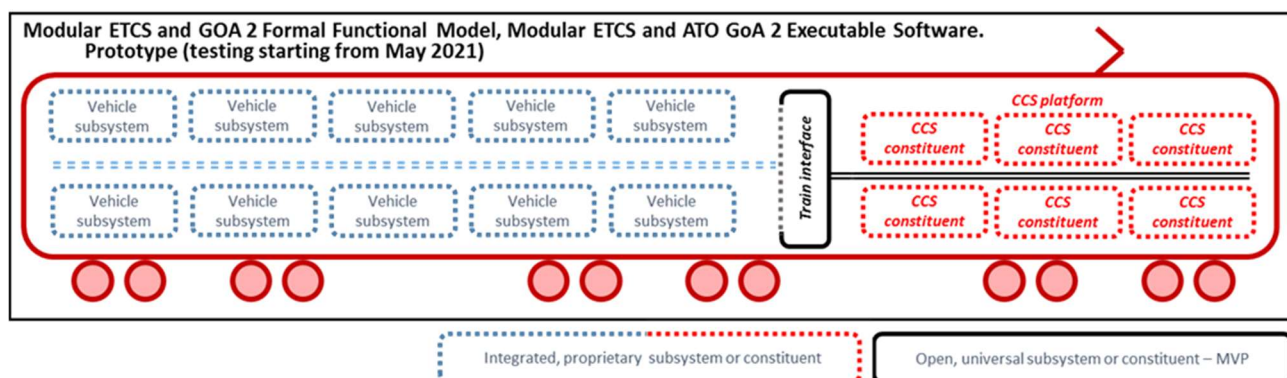 Modular ETCS and GOA 2 Formal Functional Model, Modular ETCS and ATO GoA 2 Executable Software.
Prototype (testing starting from May 2021)
Vehicle
subsystem
Vehicle
subsystem
Vehicle
subsystem
Vehicle
subsystem
Vehicle
subsystem
Vehicle
subsystem
Vehicle
subsystem
Vehicle
subsystem
Vehicle
subsystem
Vehicle
subsystem
Train interface
CCS platform
CCS
constituent
CCS
constituent
CCS
constituent
CCS
constituent
CCS
constituent
CCS
constituent
Integrated, proprietary subsystem or constituent
Open, universal subsystem or constituent – MVP